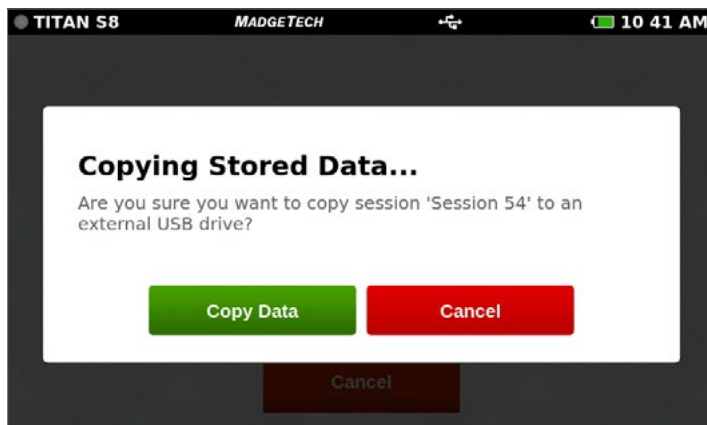 TITAN S8 MADGETECH 10 41 AM
Copying Stored Data...
Are you sure you want to copy session 'Session 54' to an
external USB drive?
Copy Data Cancel
Cancel